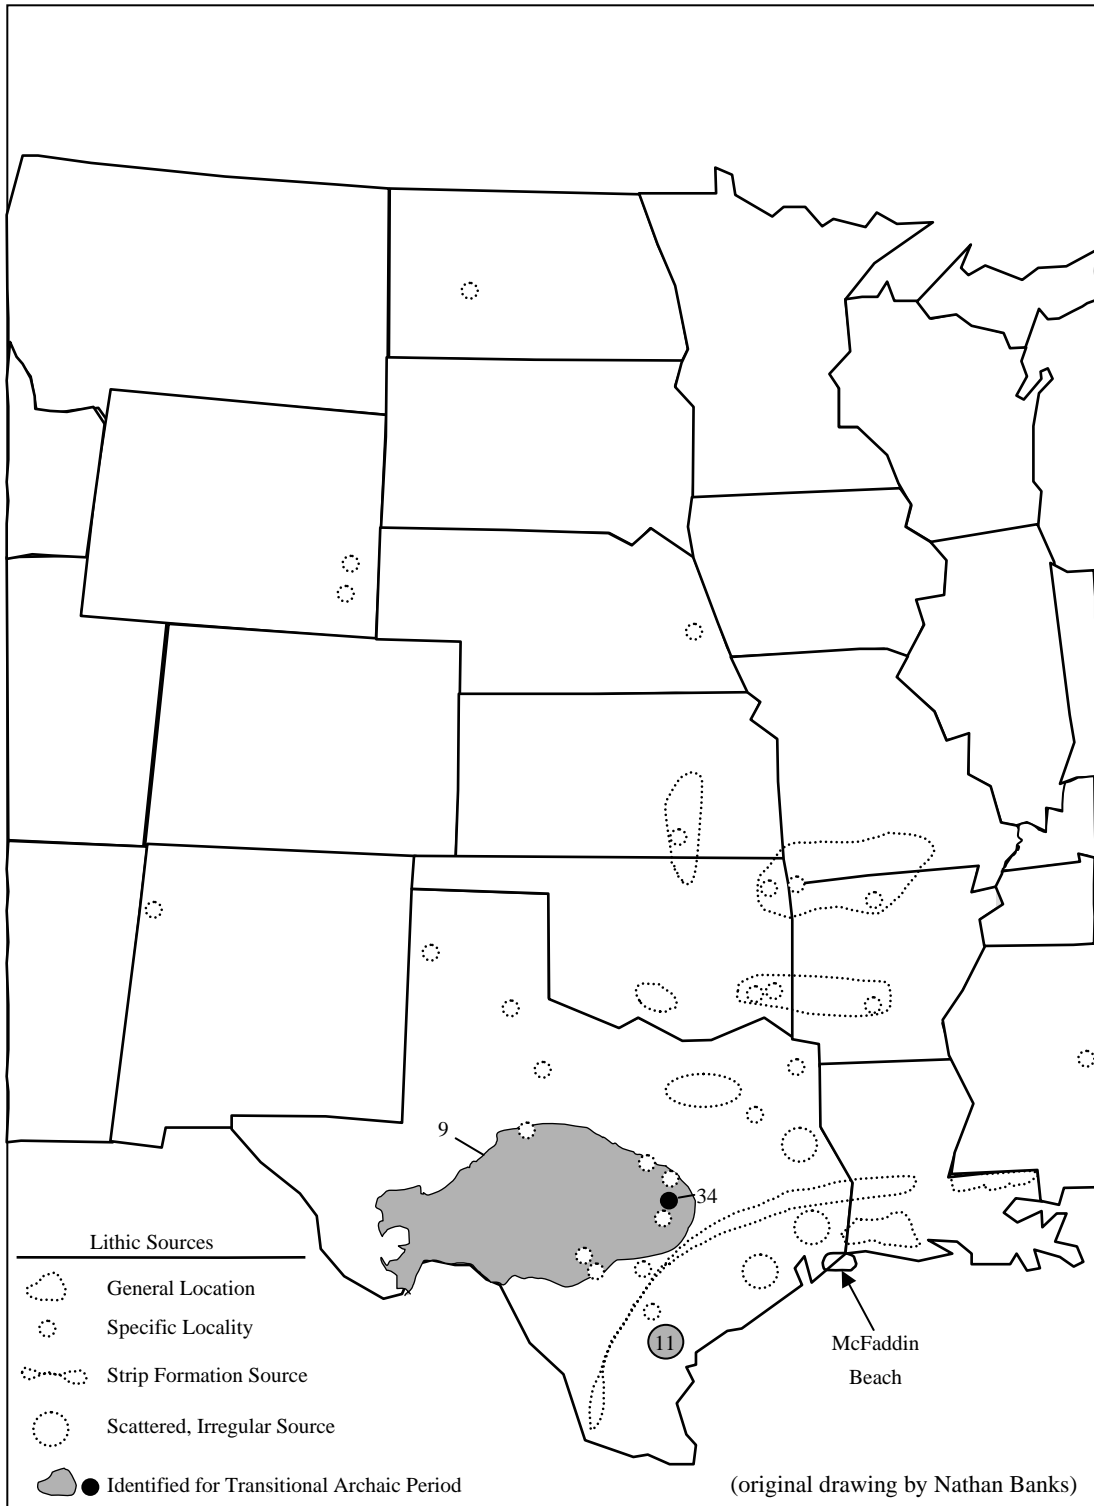 9
34
11
McFaddin
Beach
Lithic Sources
General Location
Specific Locality
Strip Formation Source
Scattered, Irregular Source
Identified for Transitional Archaic Period
(original drawing by Nathan Banks)